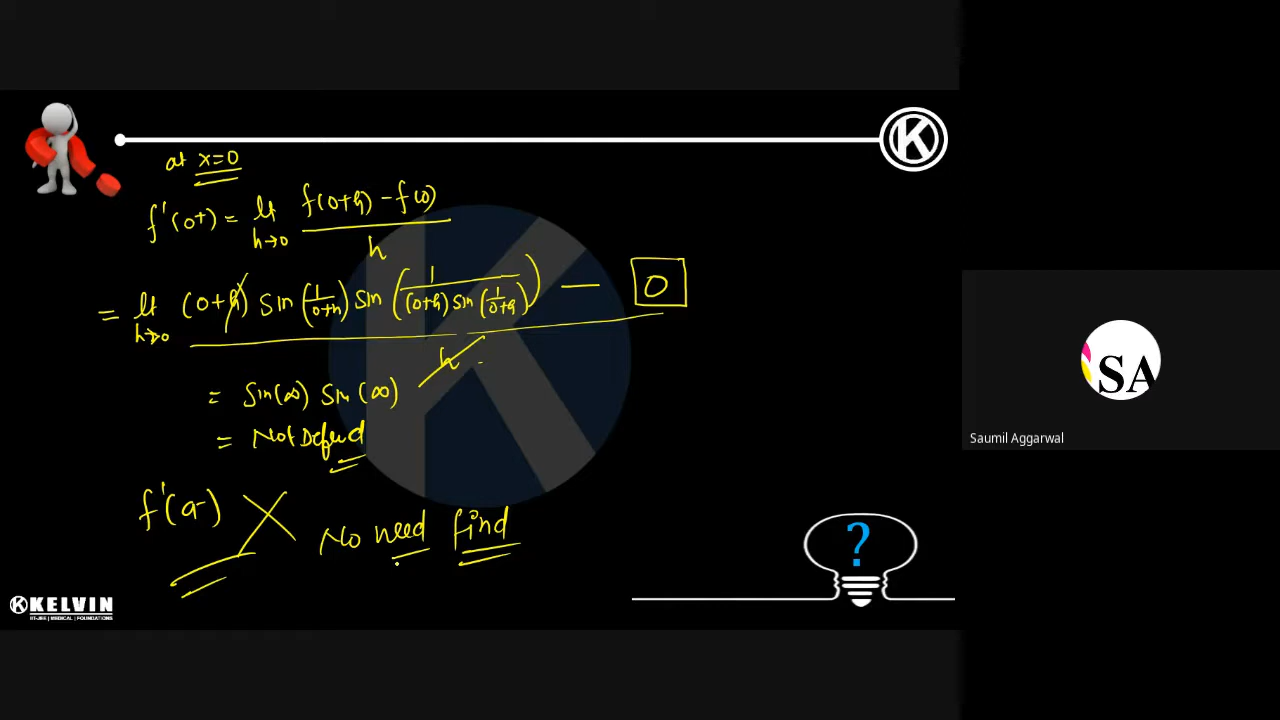 at x=0
f'(0+) = lt h→0 f(0+h) - f(0) / h
= lt h→0 (0+h) Sin(1/0+h) Sin(1/(0+h) Sin(1/0+h)) — 0 / h
= Sin(∞) Sin(∞)
= Not Defined
f'(0-) X No need find
?
K KELVIN
IIT-JEE | MEDICAL | FOUNDATIONS
SA
Saumil Aggarwal